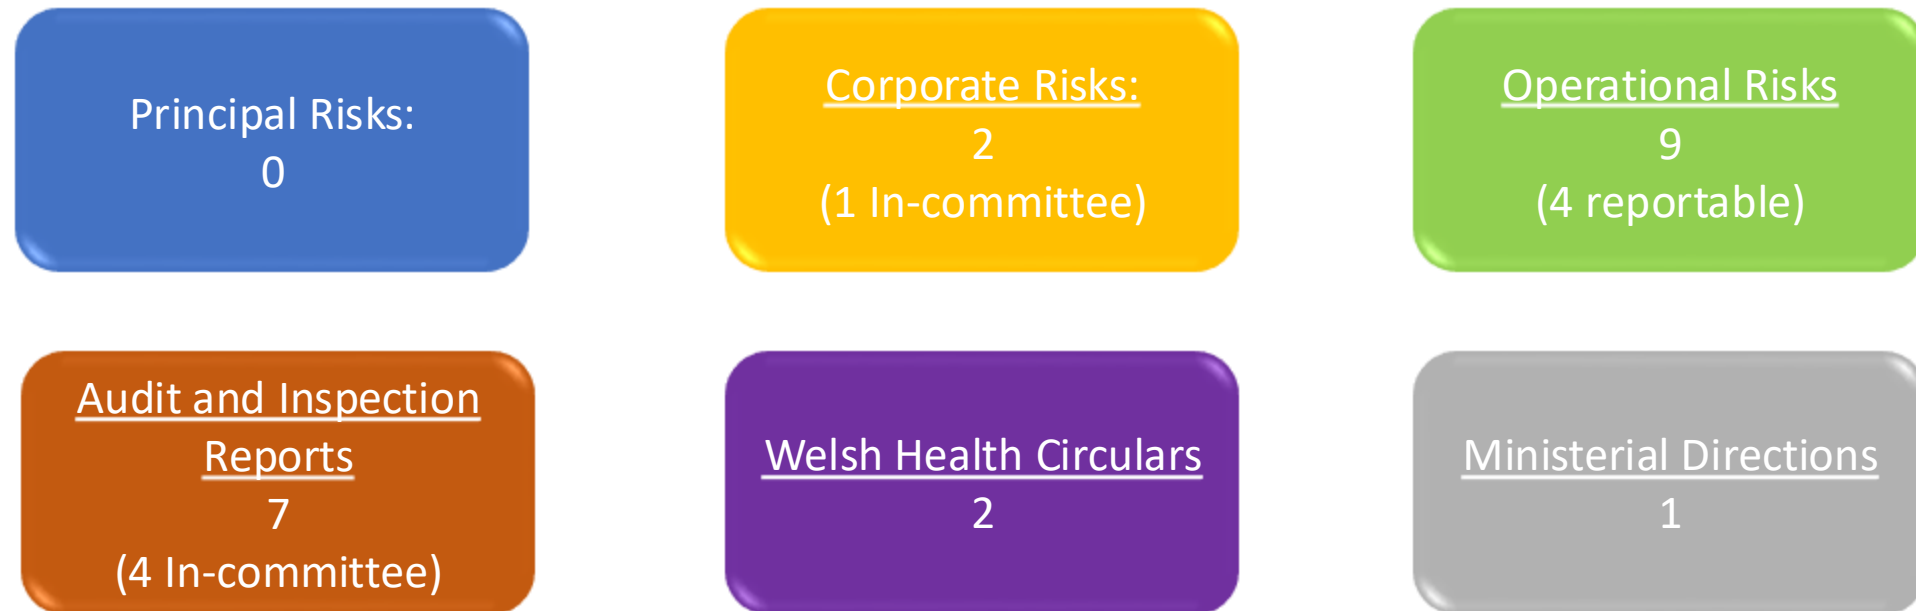 Principal Risks:
0
Corporate Risks:
2
(1 In-committee)
Operational Risks
9
(4 reportable)
Audit and Inspection
Reports
7
(4 In-committee)
Welsh Health Circulars
2
Ministerial Directions
1